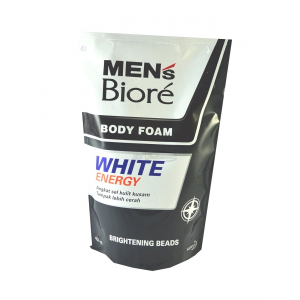 MEN's
Bioré
BODY FOAM
WHITE
ENERGY
Angkat sel kulit kusam
Tampak lebih cerah
BRIGHTENING BEADS